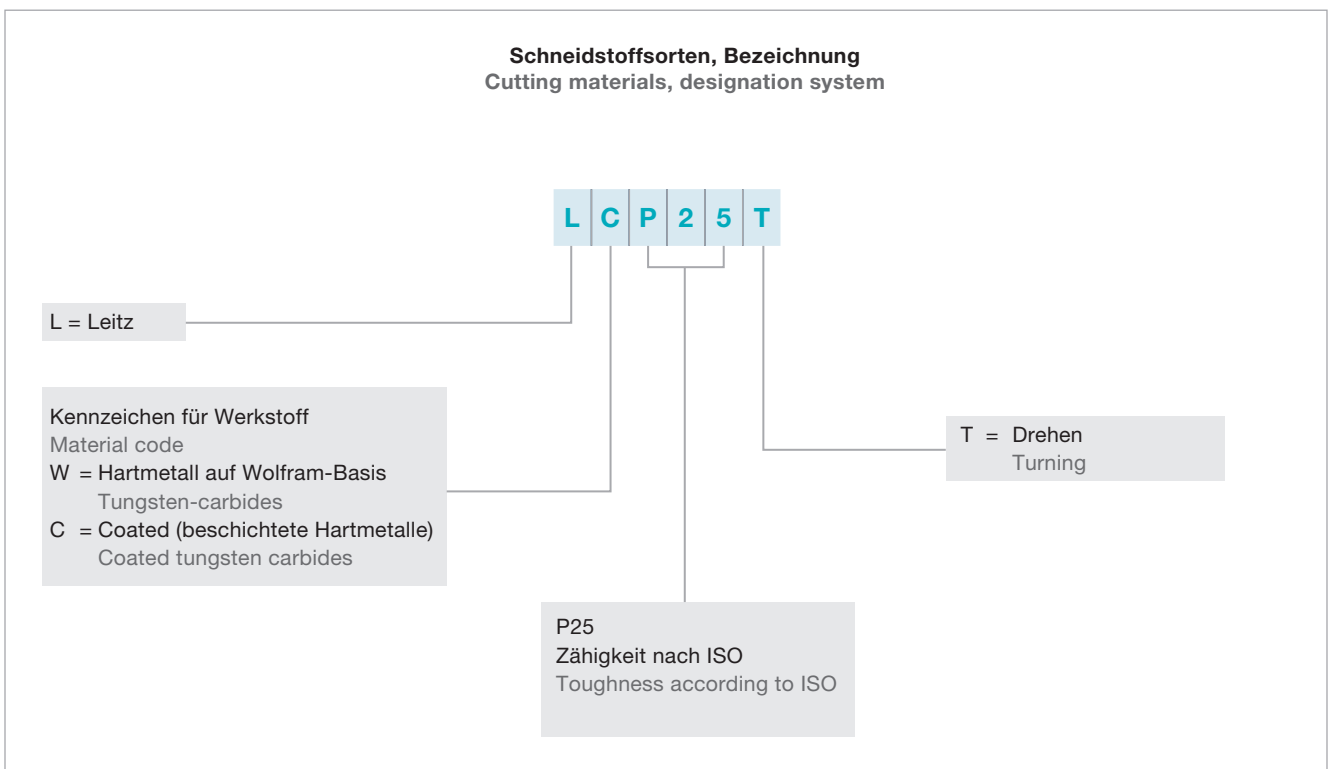 Schneidstoffsorten, Bezeichnung
Cutting materials, designation system
L C P 2 5 T
L = Leitz
Kennzeichen für Werkstoff
Material code
W = Hartmetall auf Wolfram-Basis
Tungsten-carbides
C = Coated (beschichtete Hartmetalle)
Coated tungsten carbides
T = Drehen
Turning
P25
Zähigkeit nach ISO
Toughness according to ISO